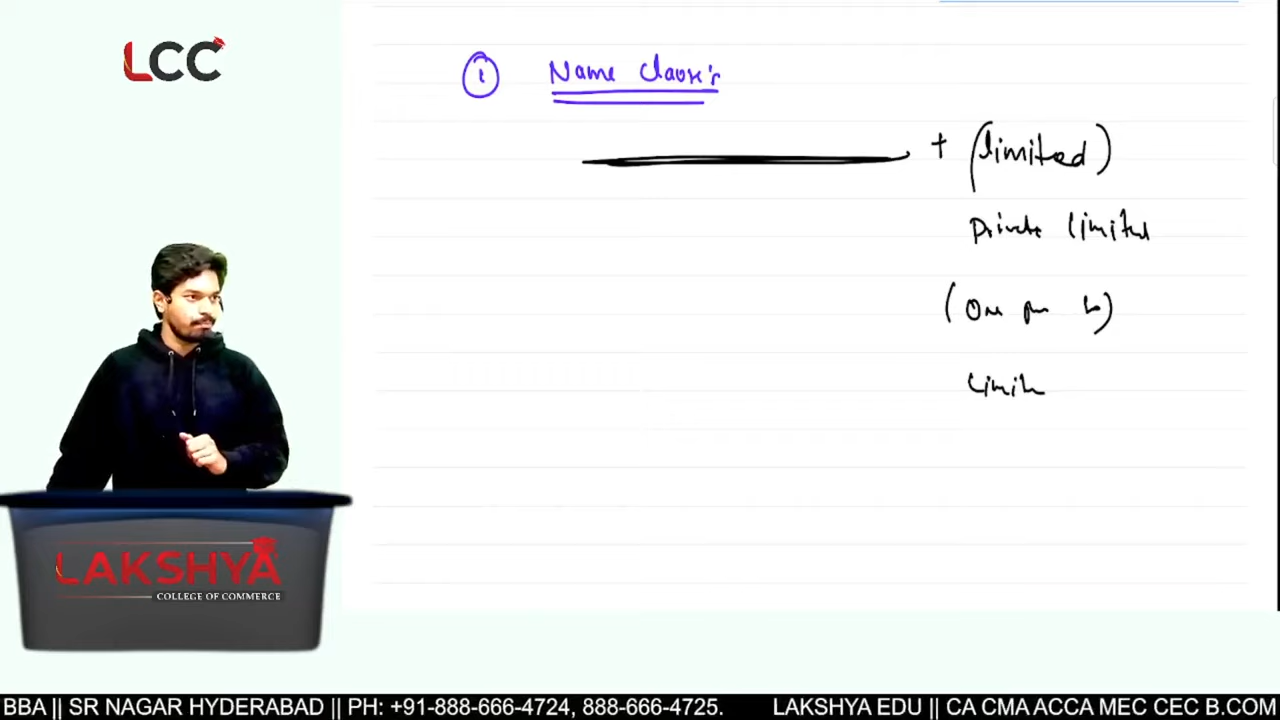 LCC
① Name Clause:
+ (limited)
Private limited
(One
LAKSHYA
COLLEGE OF COMMERCE
BBA || SR NAGAR HYDERABAD || PH: +91-888-666-4724, 888-666-4725. LAKSHYA EDU || CA CMA ACCA MEC CEC B.COM